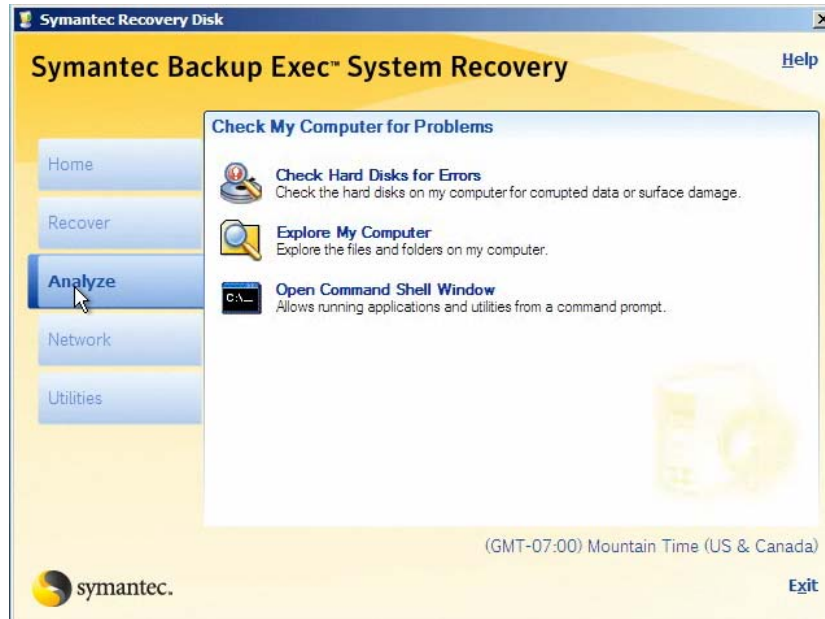 Symantec Recovery Disk
Symantec Backup Exec™ System Recovery
Help
Home
Recover
Analyze
Network
Utilities
Check My Computer for Problems
Check Hard Disks for Errors
Check the hard disks on my computer for corrupted data or surface damage.
Explore My Computer
Explore the files and folders on my computer.
C:\_
Open Command Shell Window
Allows running applications and utilities from a command prompt.
(GMT-07:00) Mountain Time (US & Canada)
symantec.
Exit